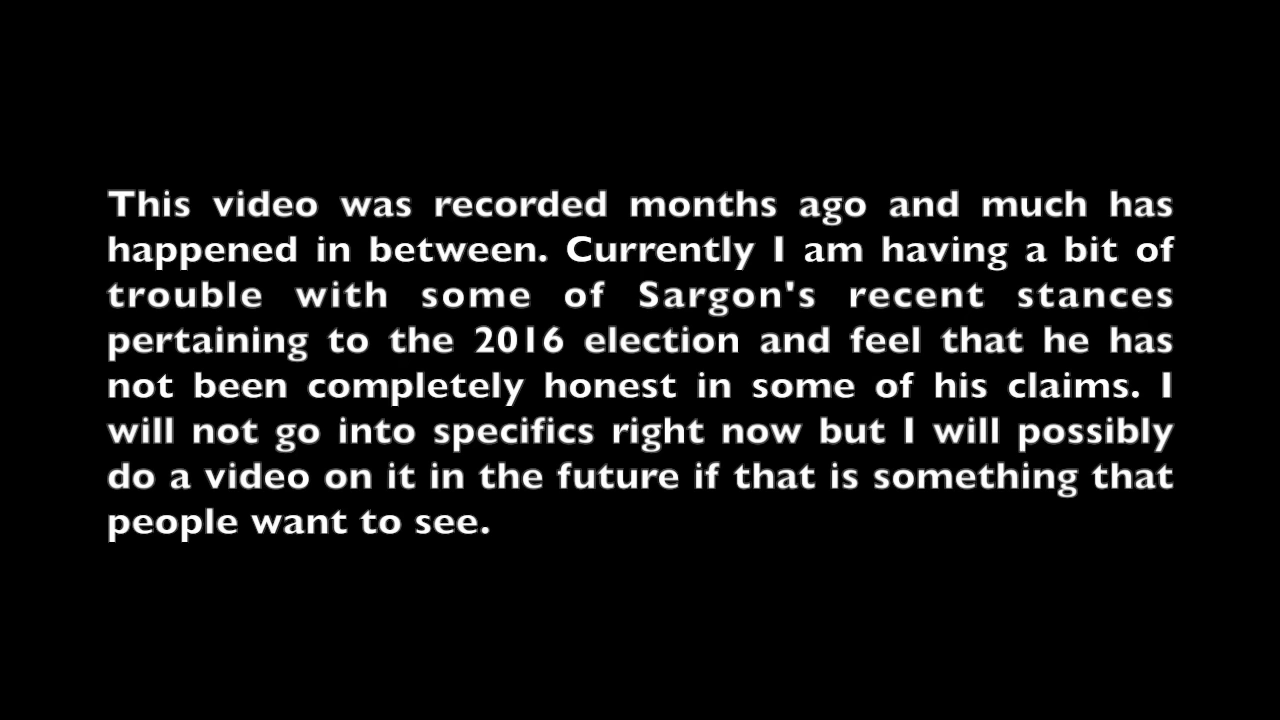 This video was recorded months ago and much has
happened in between. Currently I am having a bit of
trouble with some of Sargon's recent stances
pertaining to the 2016 election and feel that he has
not been completely honest in some of his claims. I
will not go into specifics right now but I will possibly
do a video on it in the future if that is something that
people want to see.